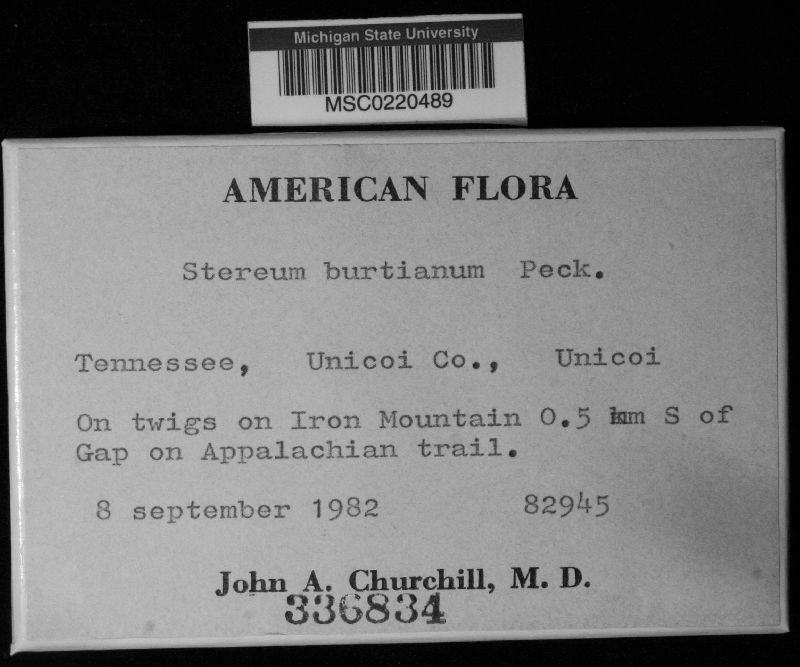 Michigan State University
MSC0220489
AMERICAN FLORA
Stereum burtianum Peck.
Tennessee, Unicoi Co., Unicoi
On twigs on Iron Mountain 0.5 km S of
Gap on Appalachian trail.
8 september 1982 82945
John A. Churchill, M. D.
336834